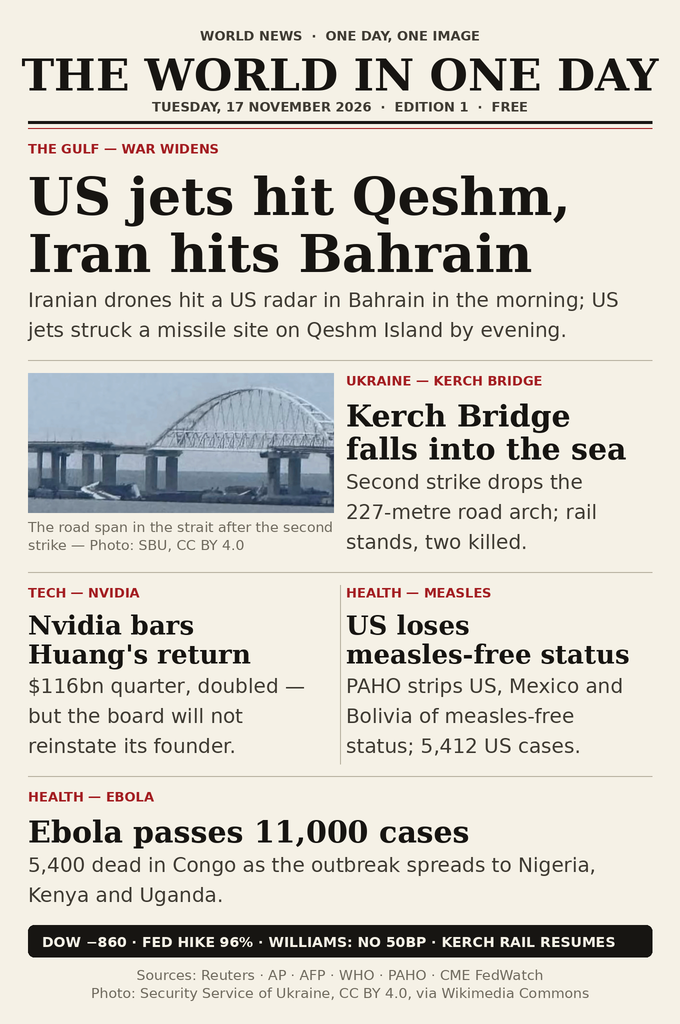 WORLD NEWS · ONE DAY, ONE IMAGE
THE WORLD IN ONE DAY
TUESDAY, 17 NOVEMBER 2026 · EDITION 1 · FREE
THE GULF — WAR WIDENS
US jets hit Qeshm,
Iran hits Bahrain
Iranian drones hit a US radar in Bahrain in the morning; US
jets struck a missile site on Qeshm Island by evening.
The road span in the strait after the second
strike — Photo: SBU, CC BY 4.0
UKRAINE — KERCH BRIDGE
Kerch Bridge
falls into the sea
Second strike drops the
227-metre road arch; rail
stands, two killed.
TECH — NVIDIA
Nvidia bars
Huang's return
$116bn quarter, doubled —
but the board will not
reinstate its founder.
HEALTH — MEASLES
US loses
measles-free status
PAHO strips US, Mexico and
Bolivia of measles-free
status; 5,412 US cases.
HEALTH — EBOLA
Ebola passes 11,000 cases
5,400 dead in Congo as the outbreak spreads to Nigeria,
Kenya and Uganda.
DOW −860 · FED HIKE 96% · WILLIAMS: NO 50BP · KERCH RAIL RESUMES
Sources: Reuters · AP · AFP · WHO · PAHO · CME FedWatch
Photo: Security Service of Ukraine, CC BY 4.0, via Wikimedia Commons